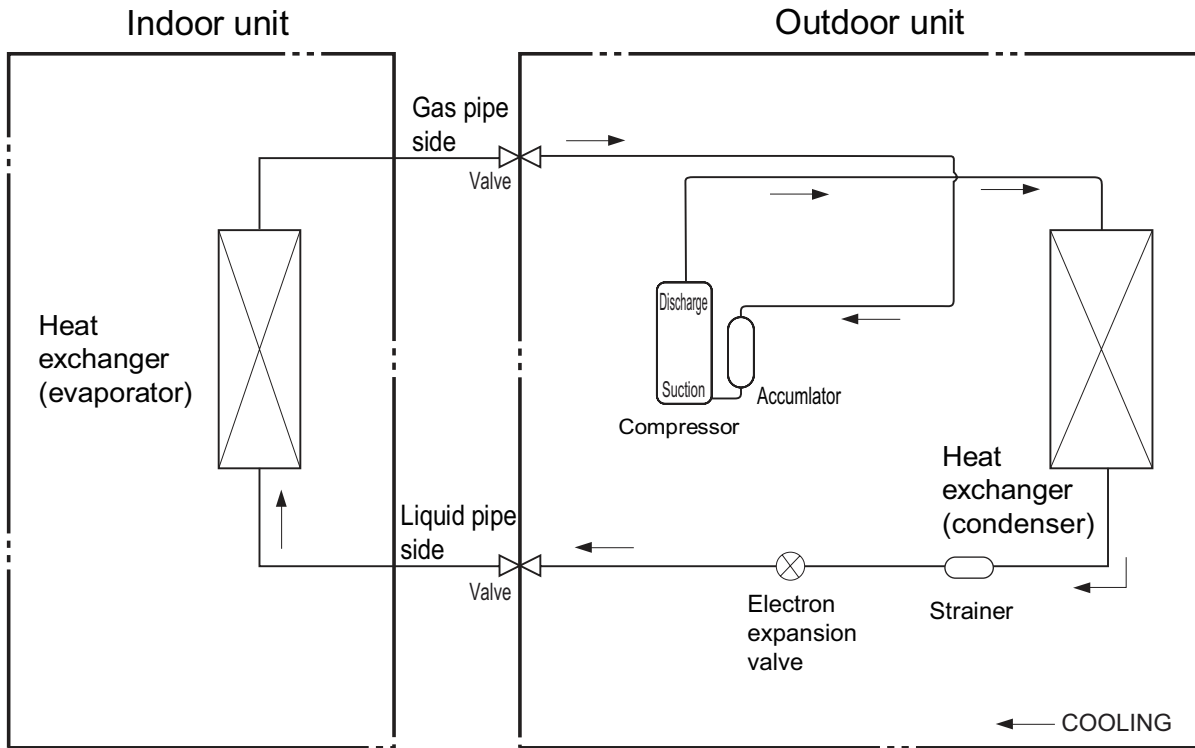 Indoor unit
Outdoor unit
Gas pipe
side
Valve
Discharge
Suction
Accumlator
Compressor
Heat
exchanger
(evaporator)
Heat
exchanger
(condenser)
Liquid pipe
side
Valve
Electron
expansion
valve
Strainer
COOLING